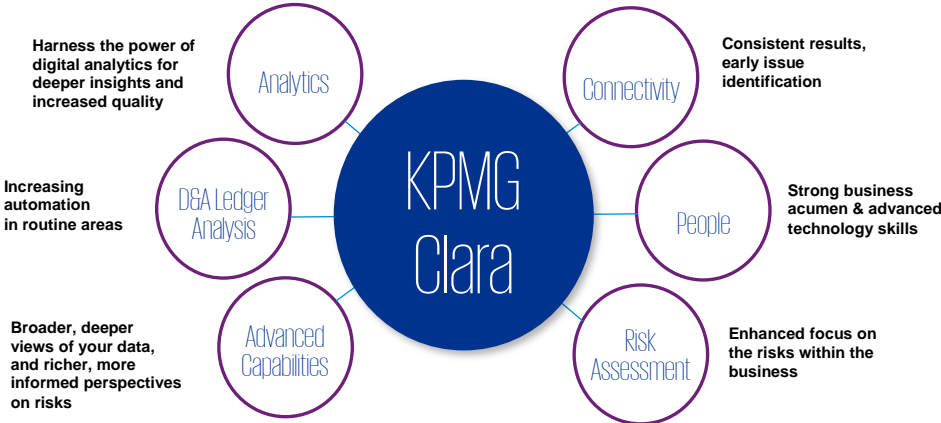 Harness the power of
digital analytics for
deeper insights and
increased quality
Analytics
Connectivity
Consistent results,
early issue
identification
Increasing
automation
in routine areas
D&A Ledger
Analysis
KPMG
Clara
People
Strong business
acumen & advanced
technology skills
Broader, deeper
views of your data,
and richer, more
informed perspectives
on risks
Advanced
Capabilities
Risk
Assessment
Enhanced focus on
the risks within the
business